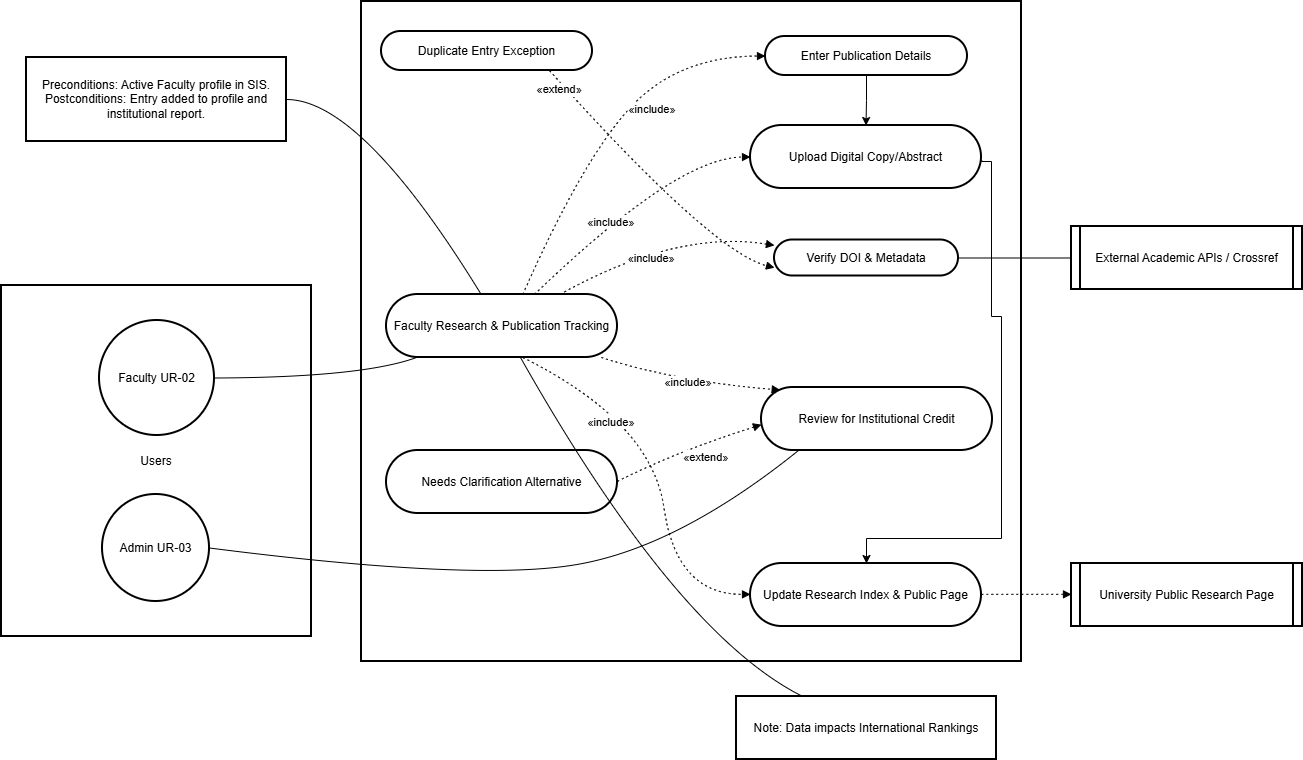 Duplicate Entry Exception
Enter Publication Details
Preconditions: Active Faculty profile in SIS.
Postconditions: Entry added to profile and
institutional report.
«extend»
«include»
Upload Digital Copy/Abstract
«include»
«include»
Verify DOI & Metadata
External Academic APIs / Crossref
Faculty Research & Publication Tracking
Faculty UR-02
«include»
«include»
Review for Institutional Credit
Users
«extend»
Needs Clarification Alternative
Admin UR-03
Update Research Index & Public Page
University Public Research Page
Note: Data impacts International Rankings